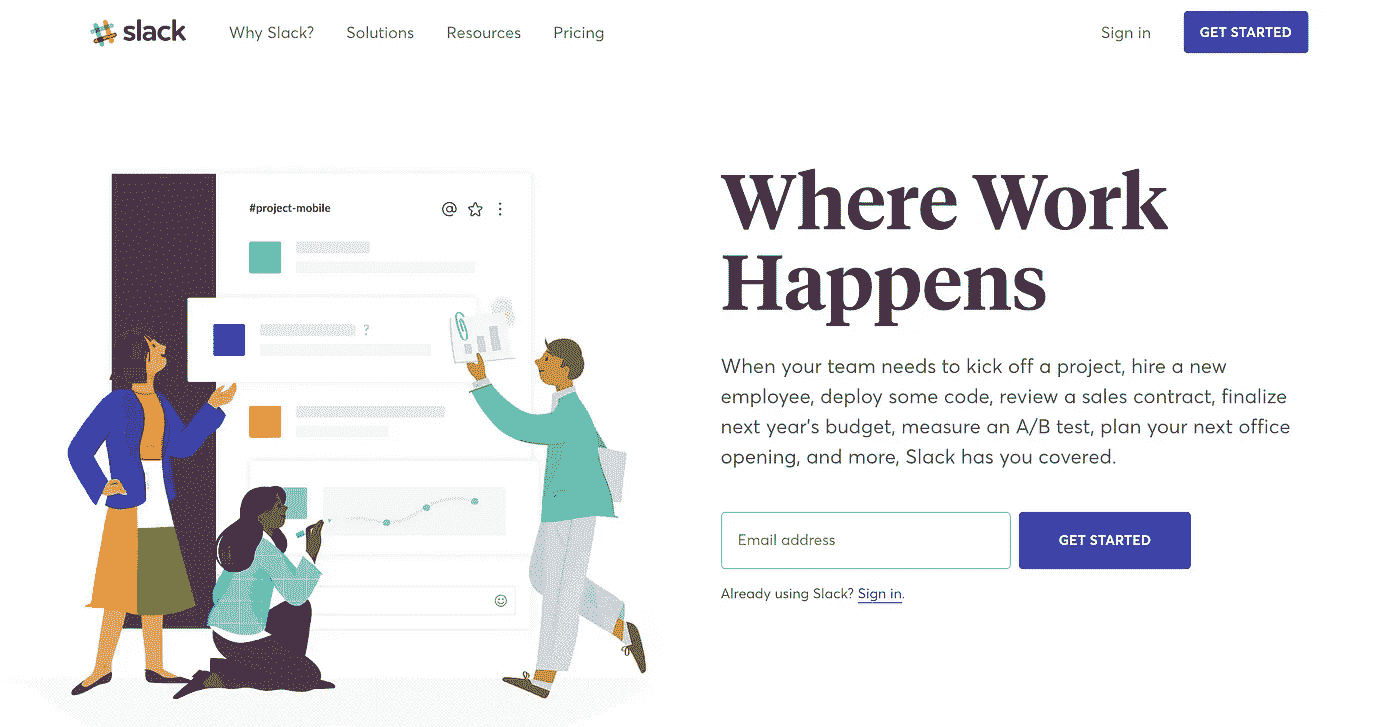 slack
Why Slack?
Solutions
Resources
Pricing
Sign in
GET STARTED
#project-mobile
?
Where Work
Happens
When your team needs to kick off a project, hire a new
employee, deploy some code, review a sales contract, finalize
next year's budget, measure an A/B test, plan your next office
opening, and more, Slack has you covered.
Email address
GET STARTED
Already using Slack? Sign in.